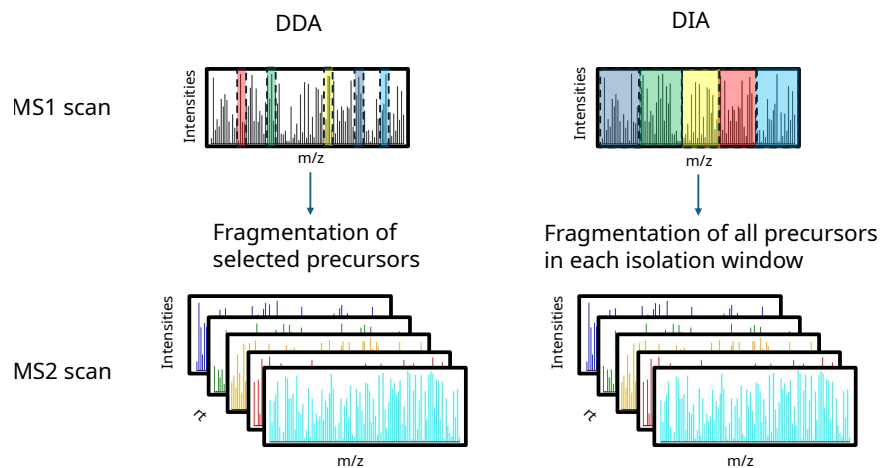 DDA
DIA
MS1 scan
Intensities
m/z
Intensities
m/z
Fragmentation of
selected precursors
Fragmentation of all precursors
in each isolation window
MS2 scan
Intensities
rt
m/z
Intensities
rt
m/z